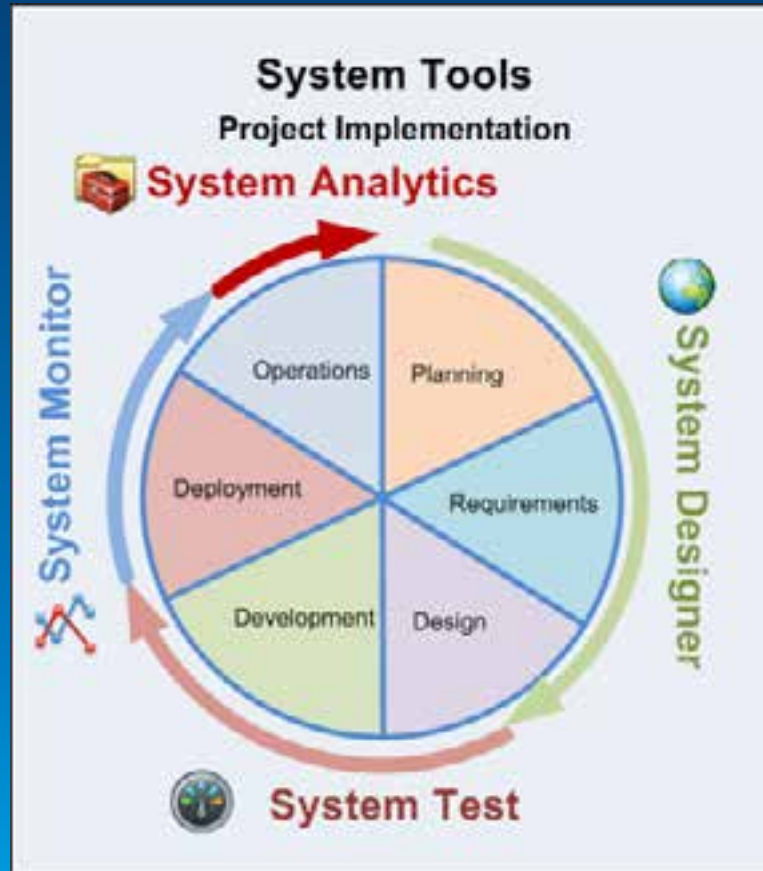 System Tools
Project Implementation
System Analytics
System Monitor
System Designer
Operations
Planning
Deployment
Requirements
Development
Design
System Test